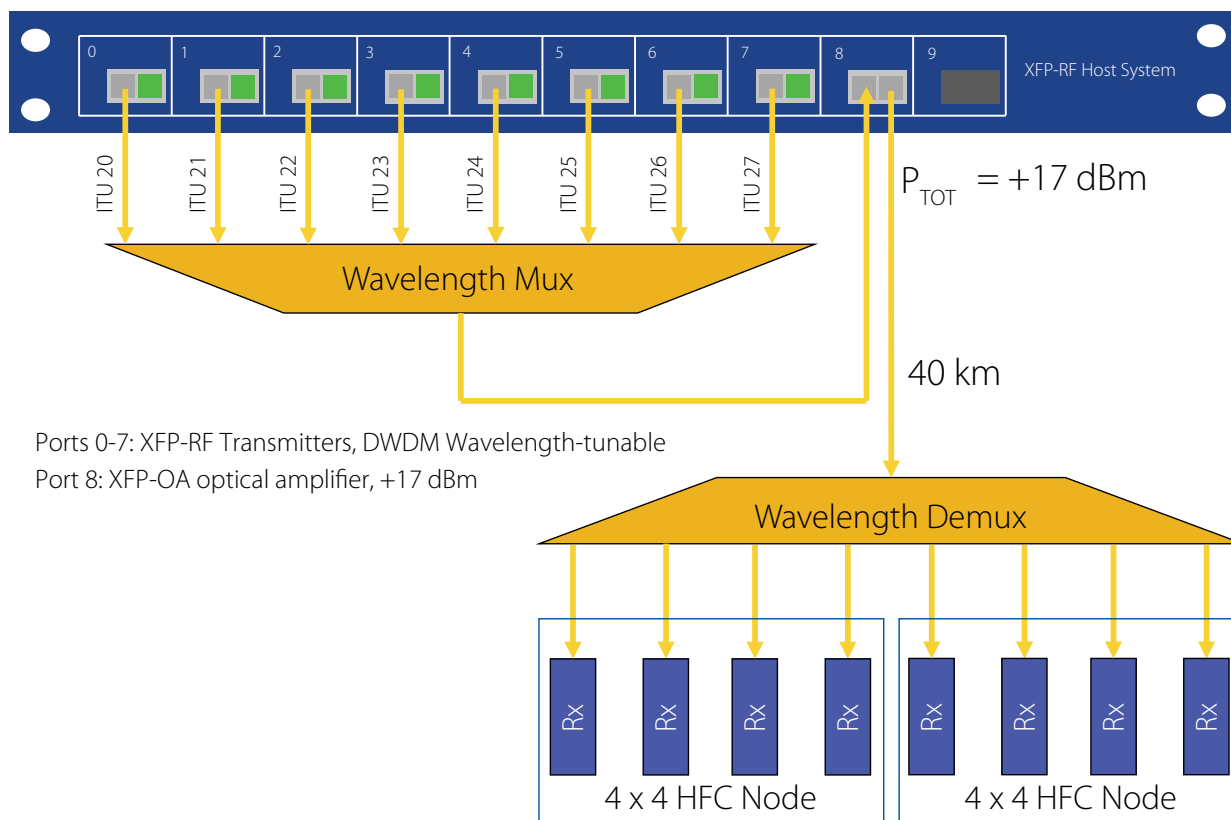 0 1 2 3 4 5 6 7 8 9
XFP-RF Host System
ITU 20
ITU 21
ITU 22
ITU 23
ITU 24
ITU 25
ITU 26
ITU 27
P_TOT = +17 dBm
Wavelength Mux
40 km
Ports 0-7: XFP-RF Transmitters, DWDM Wavelength-tunable
Port 8: XFP-OA optical amplifier, +17 dBm
Wavelength Demux
Rx Rx Rx Rx Rx Rx Rx Rx
4 x 4 HFC Node
4 x 4 HFC Node